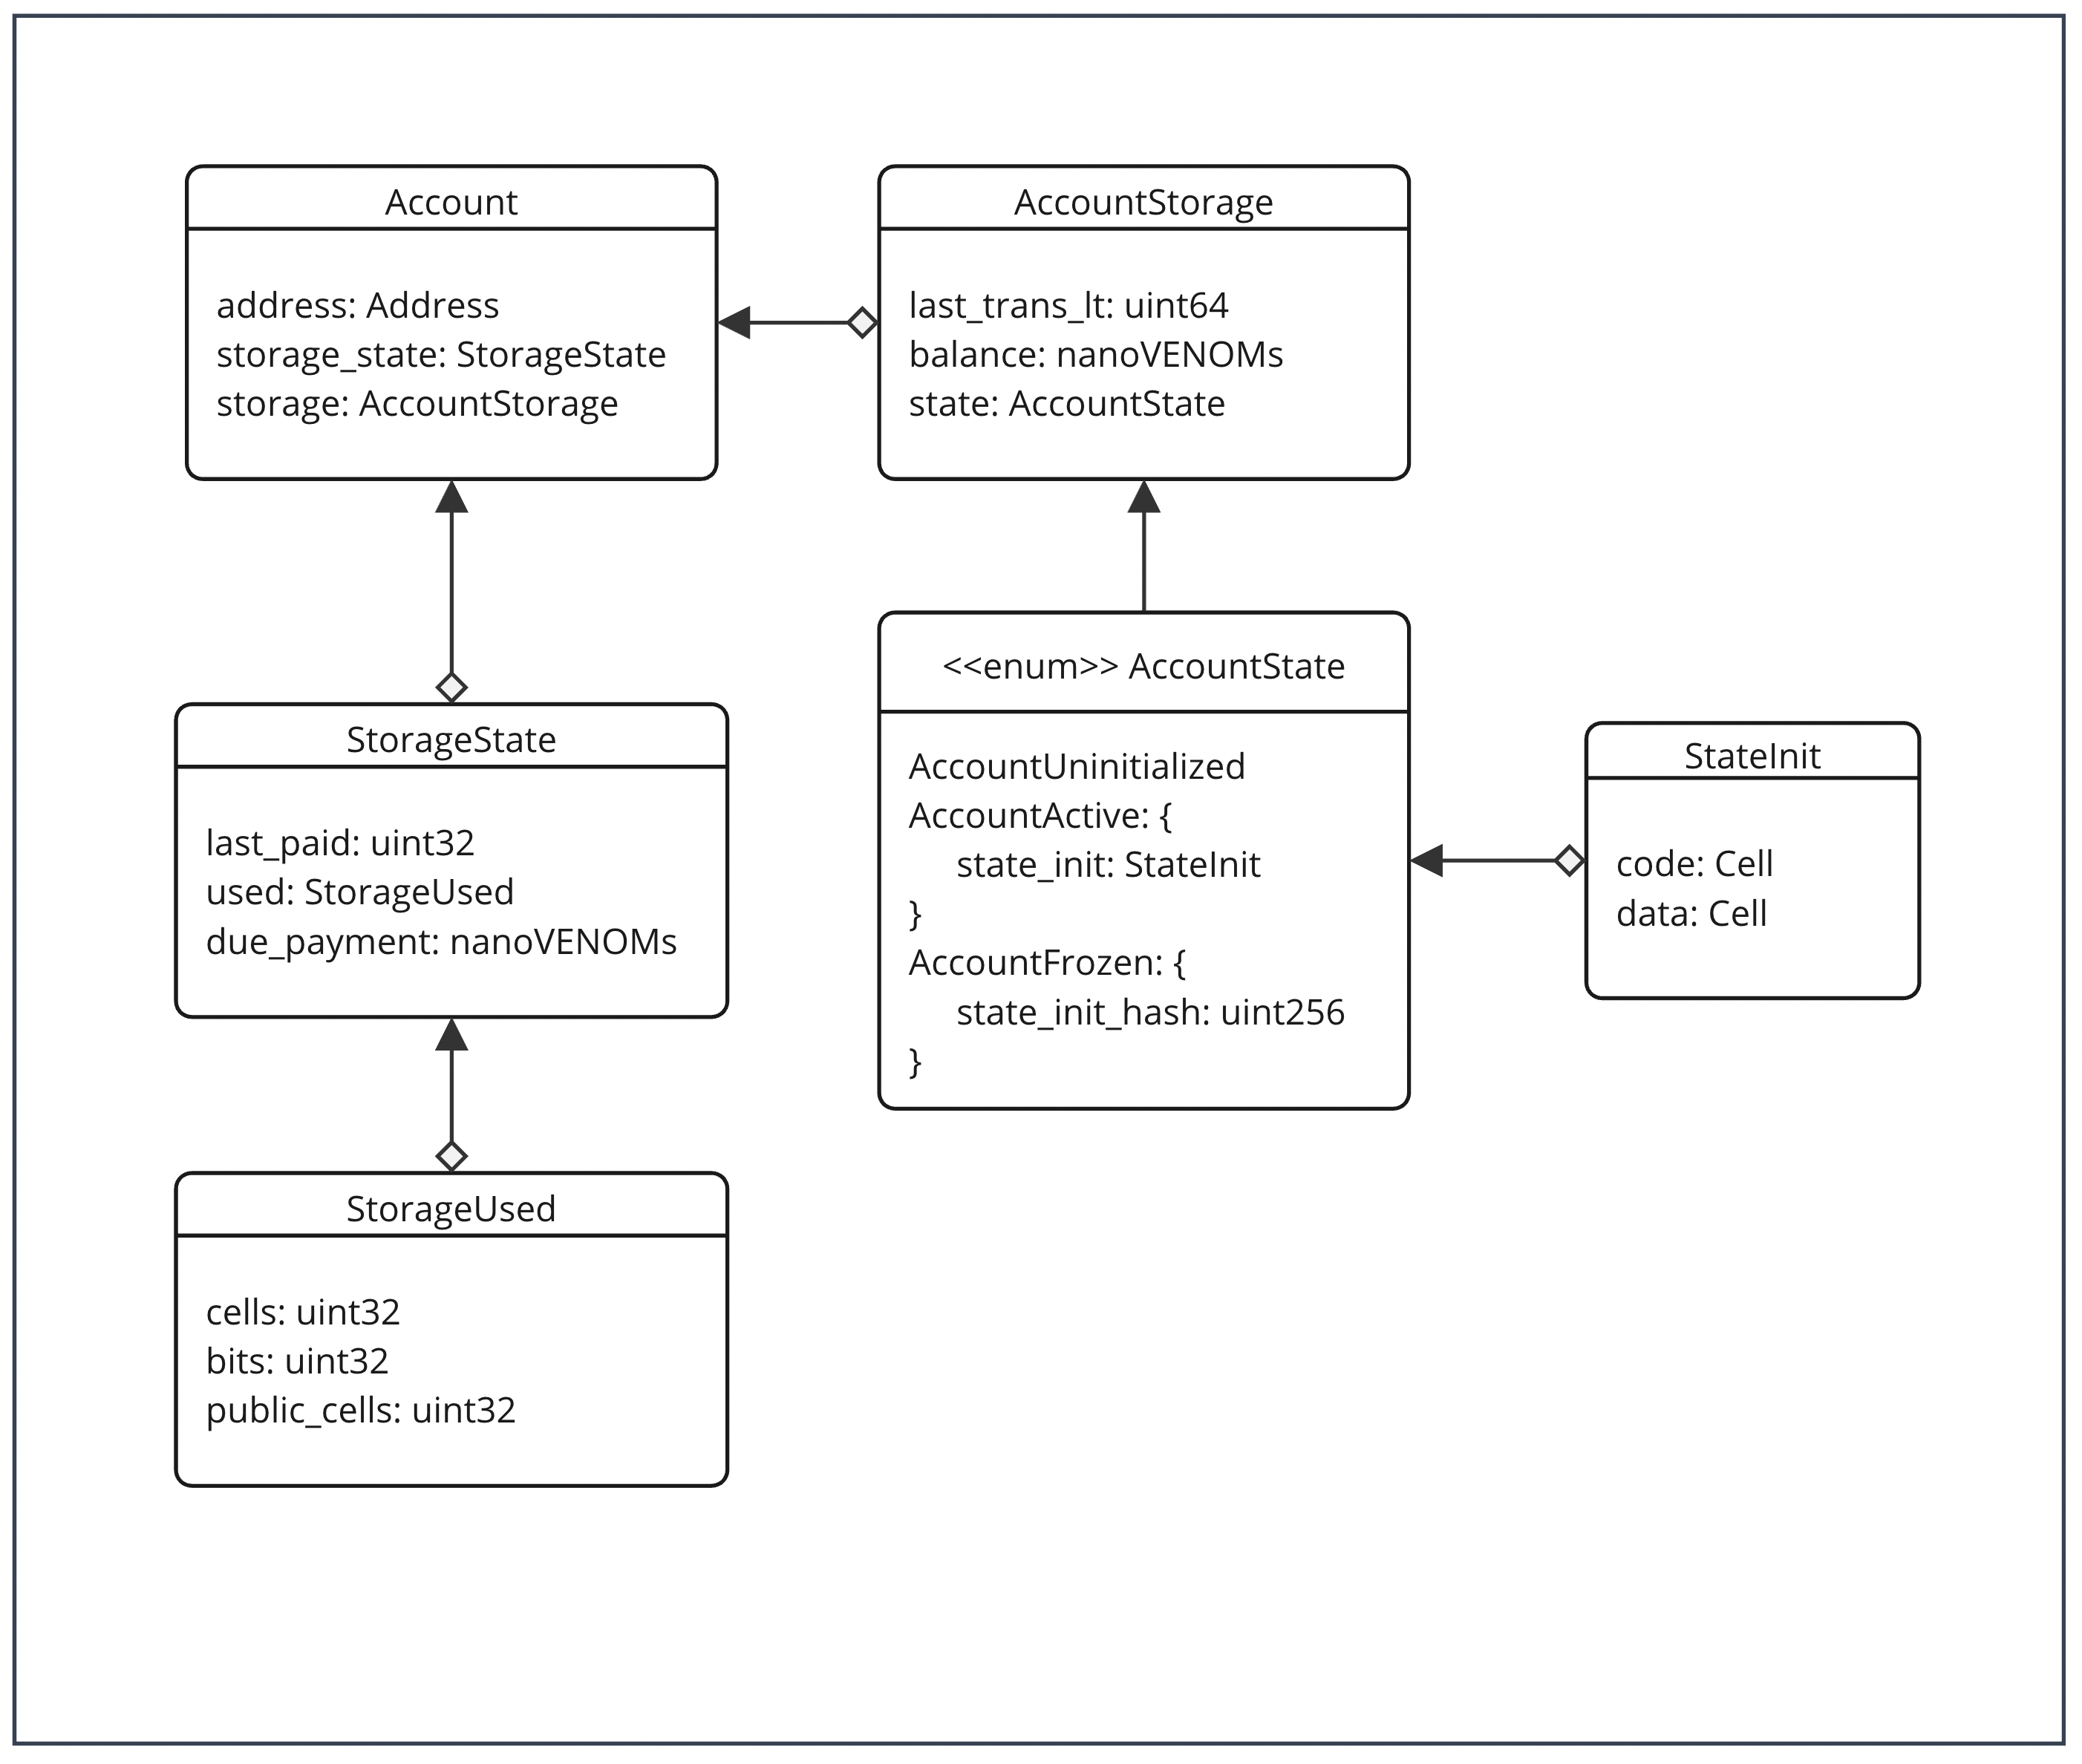 Account
address: Address
storage_state: StorageState
storage: AccountStorage
AccountStorage
last_trans_lt: uint64
balance: nanoVENOMs
state: AccountState
StorageState
last_paid: uint32
used: StorageUsed
due_payment: nanoVENOMs
<<enum>> AccountState
AccountUninitialized
AccountActive: {
state_init: StateInit
}
AccountFrozen: {
state_init_hash: uint256
}
StateInit
code: Cell
data: Cell
StorageUsed
cells: uint32
bits: uint32
public_cells: uint32